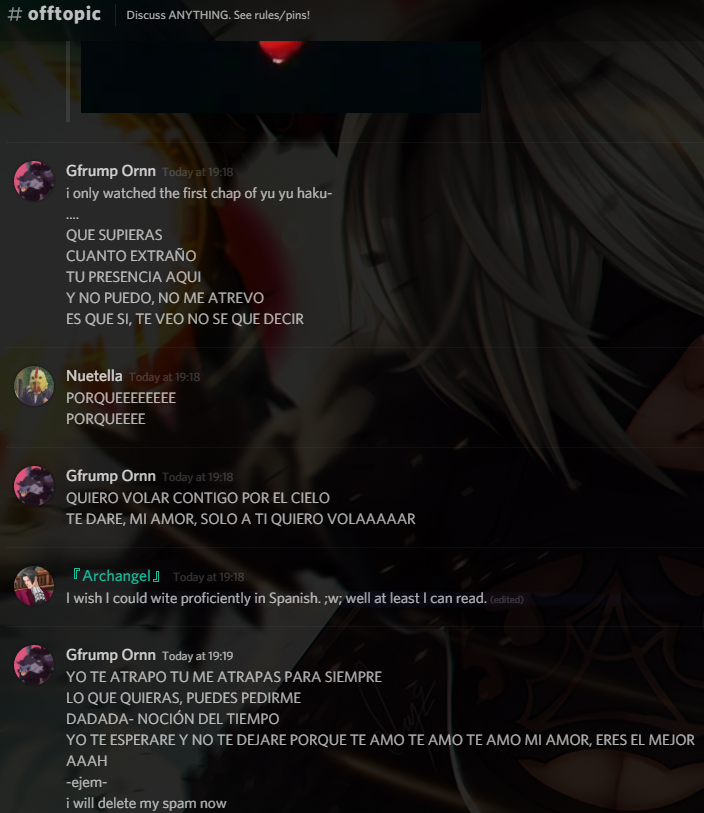 # offtopic Discuss ANYTHING. See rules/pins!
Gfrump Ornn Today at 19:18
i only watched the first chap of yu yu haku-
....
QUE SUPIERAS
CUANTO EXTRAÑO
TU PRESENCIA AQUI
Y NO PUEDO, NO ME ATREVO
ES QUE SI, TE VEO NO SE QUE DECIR
Nuetella Today at 19:18
PORQUEEEEEEEE
PORQUEEEE
Gfrump Ornn Today at 19:18
QUIERO VOLAR CONTIGO POR EL CIELO
TE DARE, MI AMOR, SOLO A TI QUIERO VOLAAAAAR
『Archangel』 Today at 19:18
I wish I could wite proficiently in Spanish. ;w; well at least I can read. (edited)
Gfrump Ornn Today at 19:19
YO TE ATRAPO TU ME ATRAPAS PARA SIEMPRE
LO QUE QUIERAS, PUEDES PEDIRME
DADADA- NOCIÓN DEL TIEMPO
YO TE ESPERARE Y NO TE DEJARE PORQUE TE AMO TE AMO TE AMO MI AMOR, ERES EL MEJOR
AAAH
-ejem-
i will delete my spam now